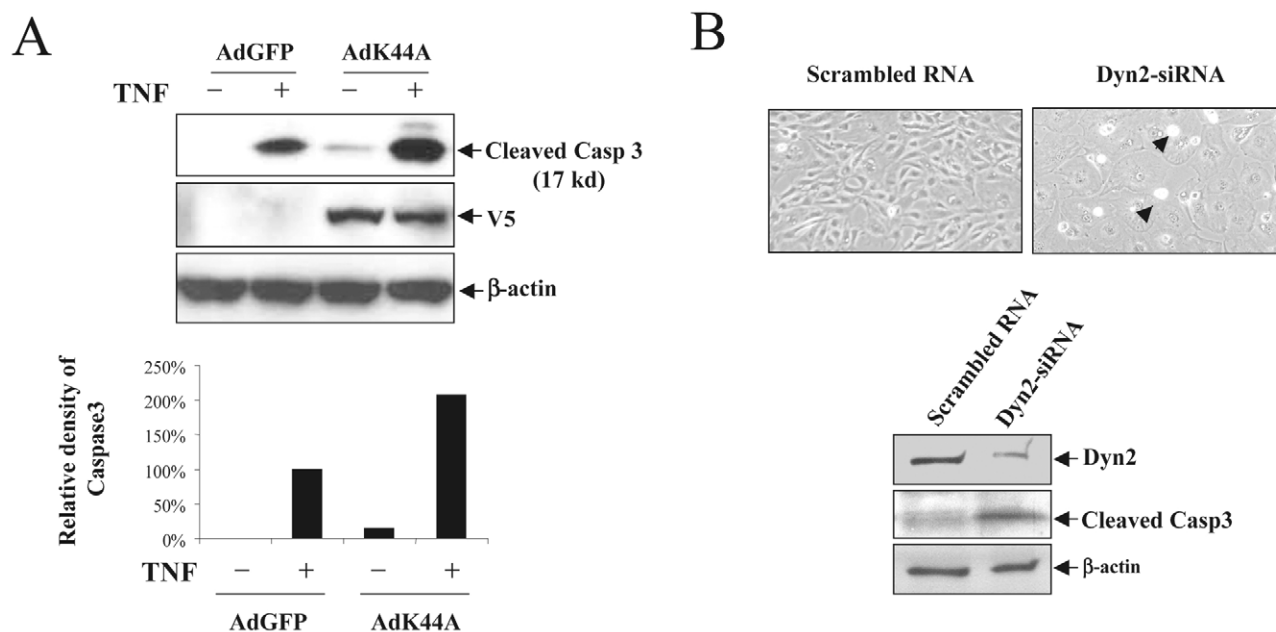 A
AdGFP AdK44A
TNF − + − +
Cleaved Casp 3
(17 kd)
V5
β-actin
Relative density of
Caspase3
250%
200%
150%
100%
50%
0%
TNF − + − +
AdGFP AdK44A
B
Scrambled RNA Dyn2-siRNA
Scrambled RNA
Dyn2-siRNA
Dyn2
Cleaved Casp3
β-actin